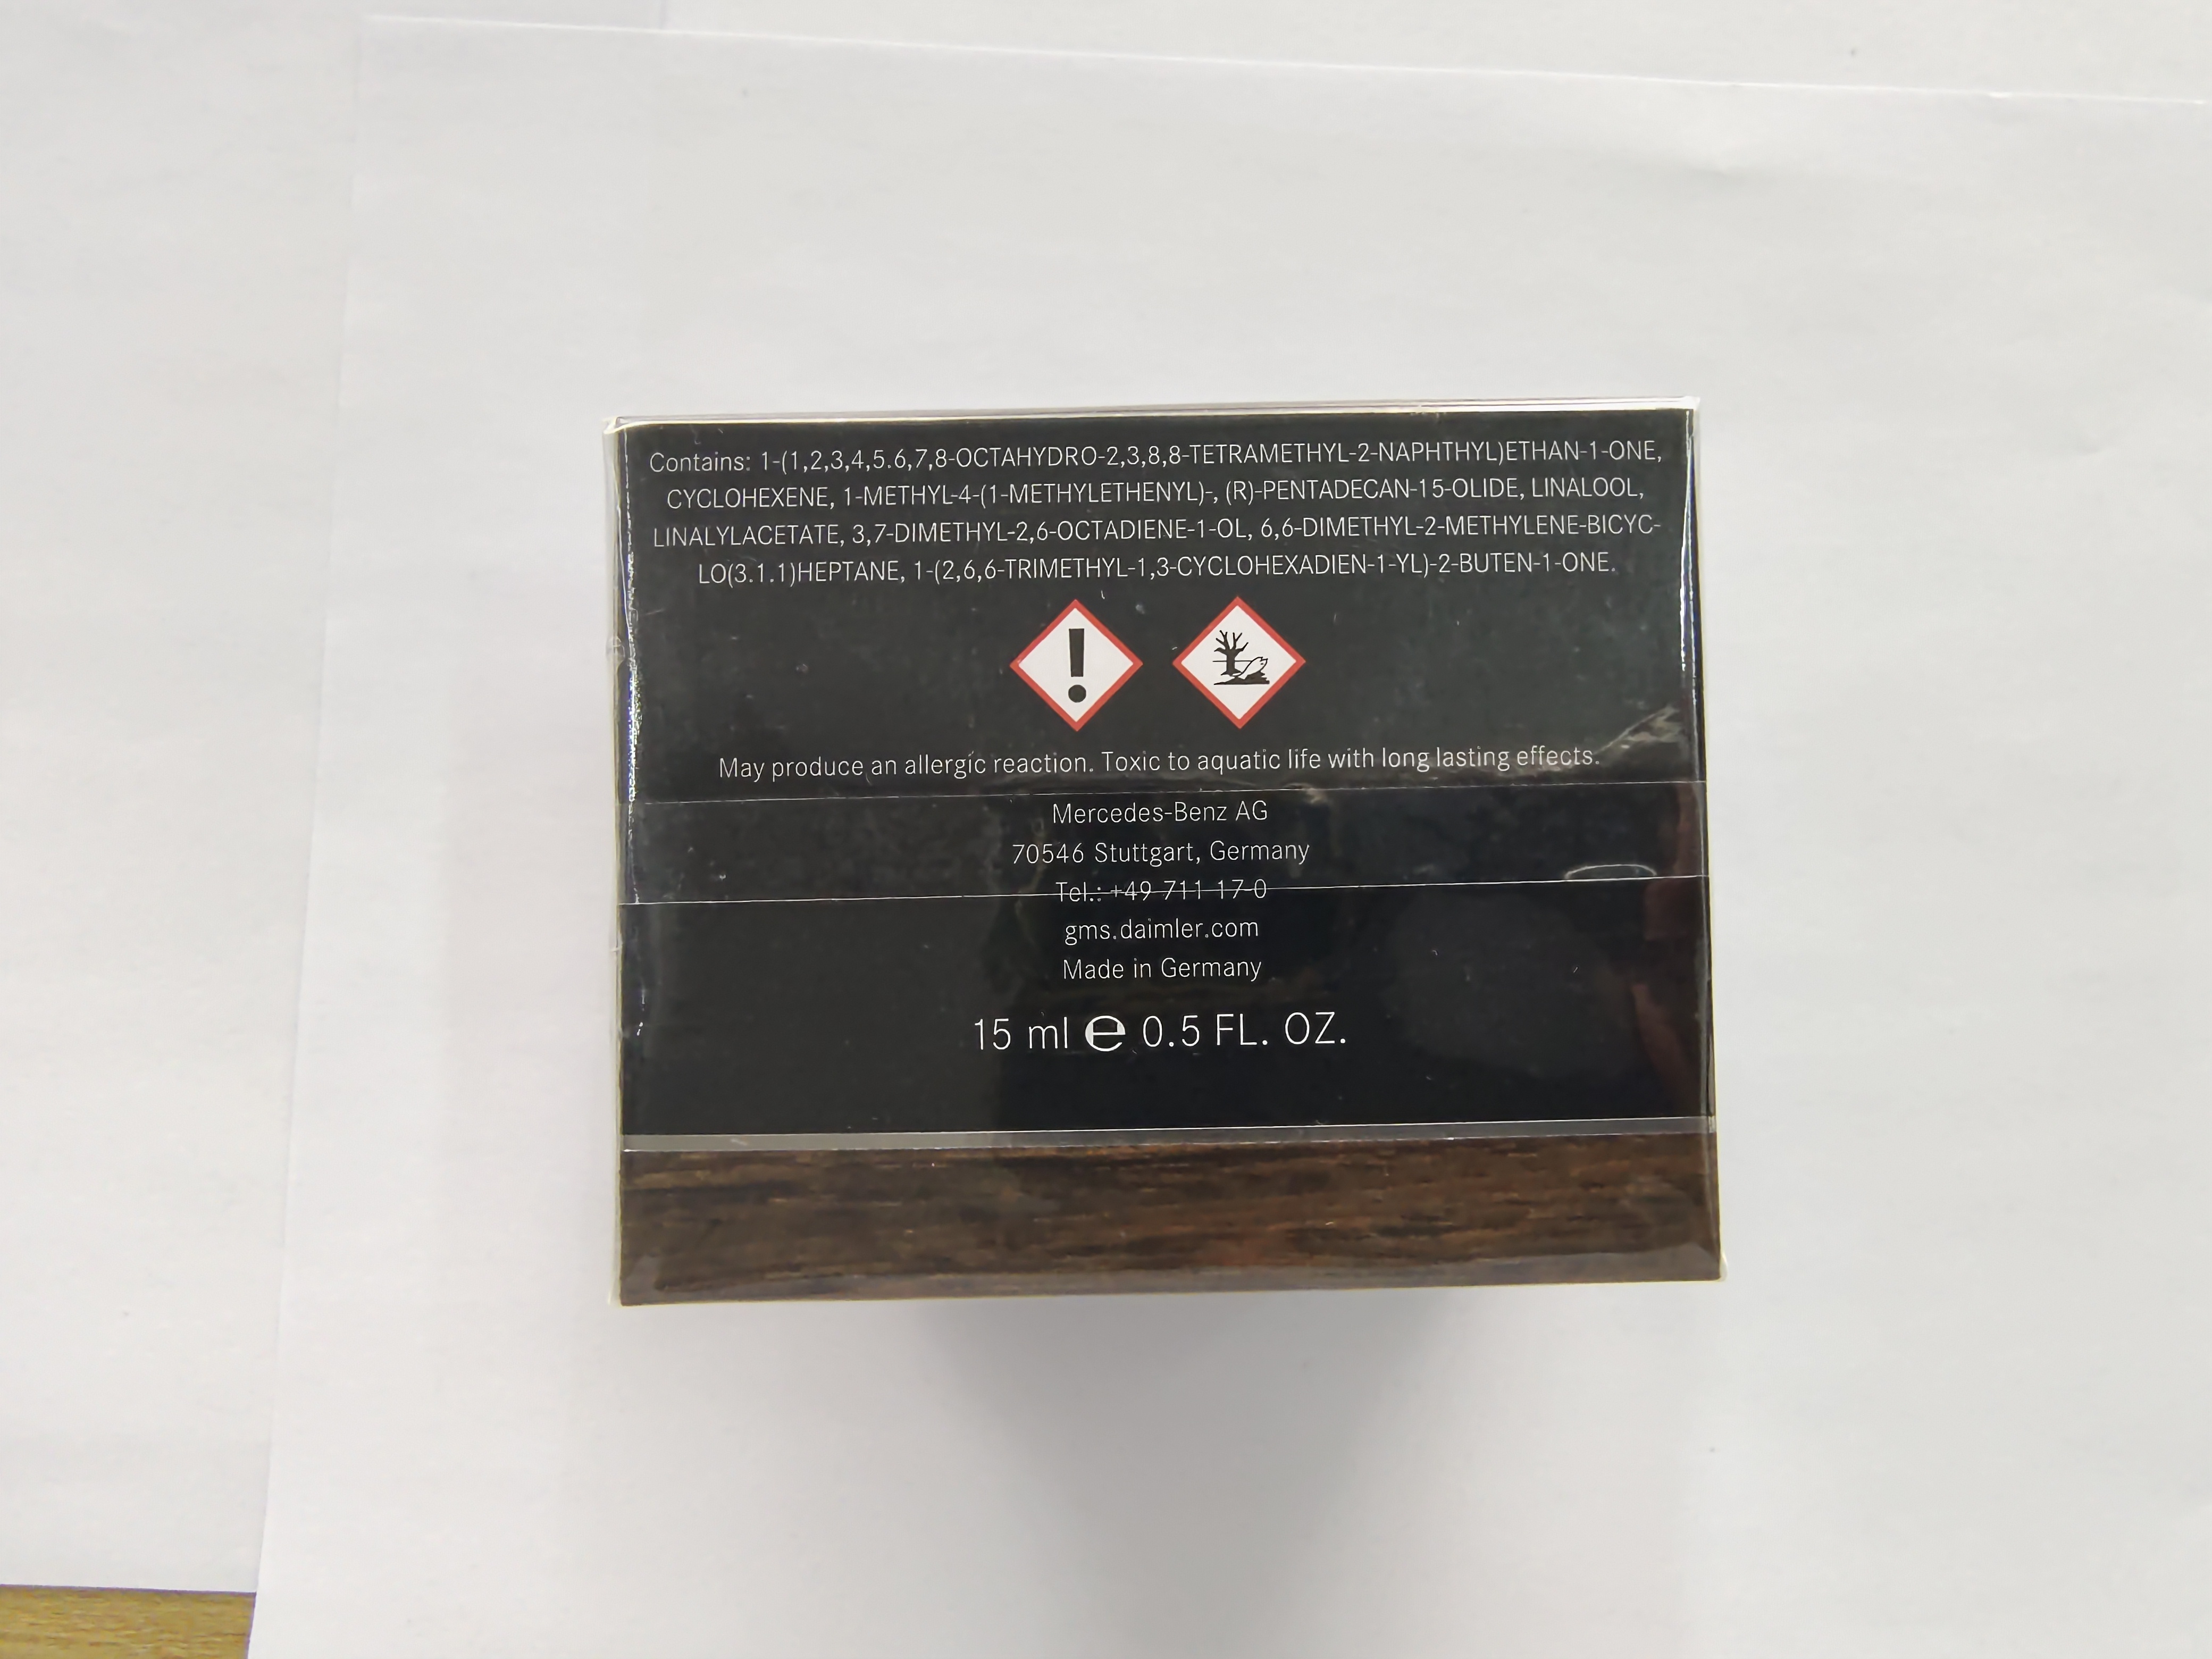 Contains: 1-(1,2,3,4,5.6,7,8-OCTAHYDRO-2,3,8,8-TETRAMETHYL-2-NAPHTHYL)ETHAN-1-ONE,
CYCLOHEXENE, 1-METHYL-4-(1-METHYLETHENYL)-, (R)-PENTADECAN-15-OLIDE, LINALOOL,
LINALYLACETATE, 3,7-DIMETHYL-2,6-OCTADIENE-1-OL, 6,6-DIMETHYL-2-METHYLENE-BICYC-
LO(3.1.1)HEPTANE, 1-(2,6,6-TRIMETHYL-1,3-CYCLOHEXADIEN-1-YL)-2-BUTEN-1-ONE.
May produce an allergic reaction. Toxic to aquatic life with long lasting effects.
Mercedes-Benz AG
70546 Stuttgart, Germany
Tel.: +49 711 17-0
gms.daimler.com
Made in Germany
15 ml ℮ 0.5 FL. OZ.